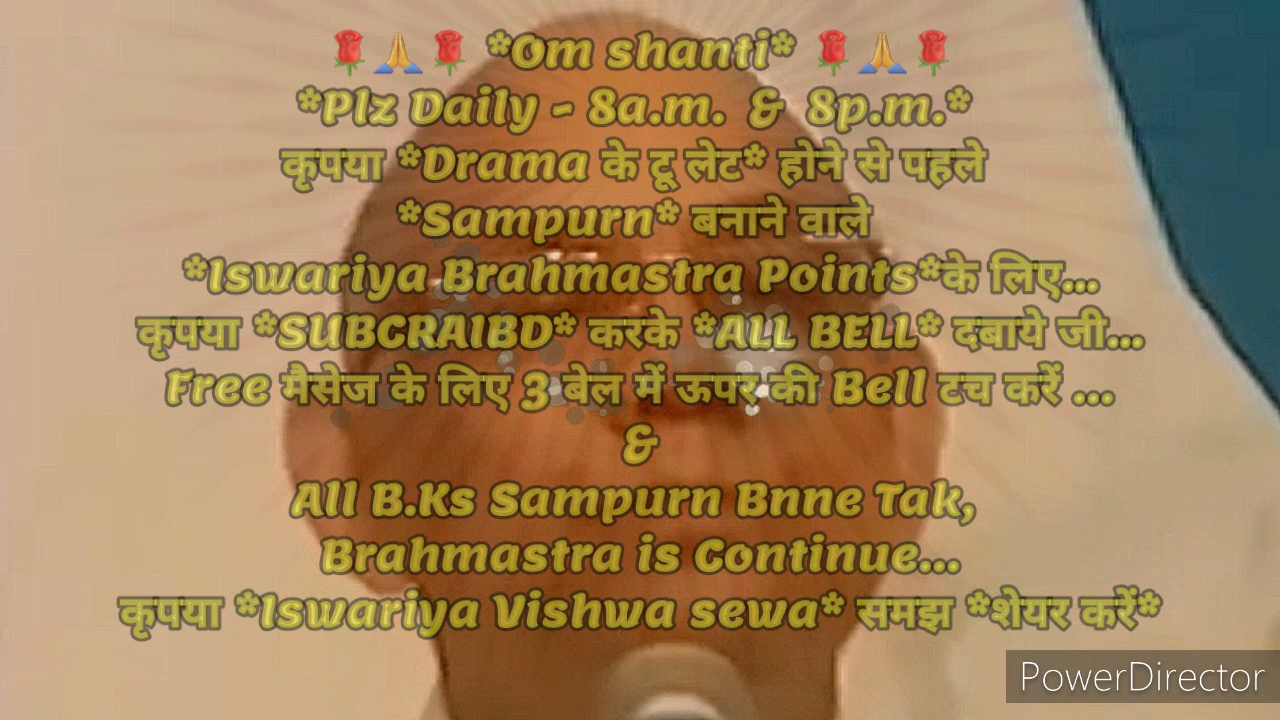 🌹🙏🌹 *Om shanti* 🌹🙏🌹
*Plz Daily - 8a.m. & 8p.m.*
कृपया *Drama के टू लेट* होने से पहले
*Sampurn* बनाने वाले
*Iswariya Brahmastra Points*के लिए...
कृपया *SUBCRAIBD* करके *ALL BELL* दबाये जी...
Free मैसेज के लिए 3 बेल में ऊपर की Bell टच करें ...
&
All B.Ks Sampurn Bnne Tak,
Brahmastra is Continue...
कृपया *Iswariya Vishwa sewa* समझ *शेयर करें*
PowerDirector